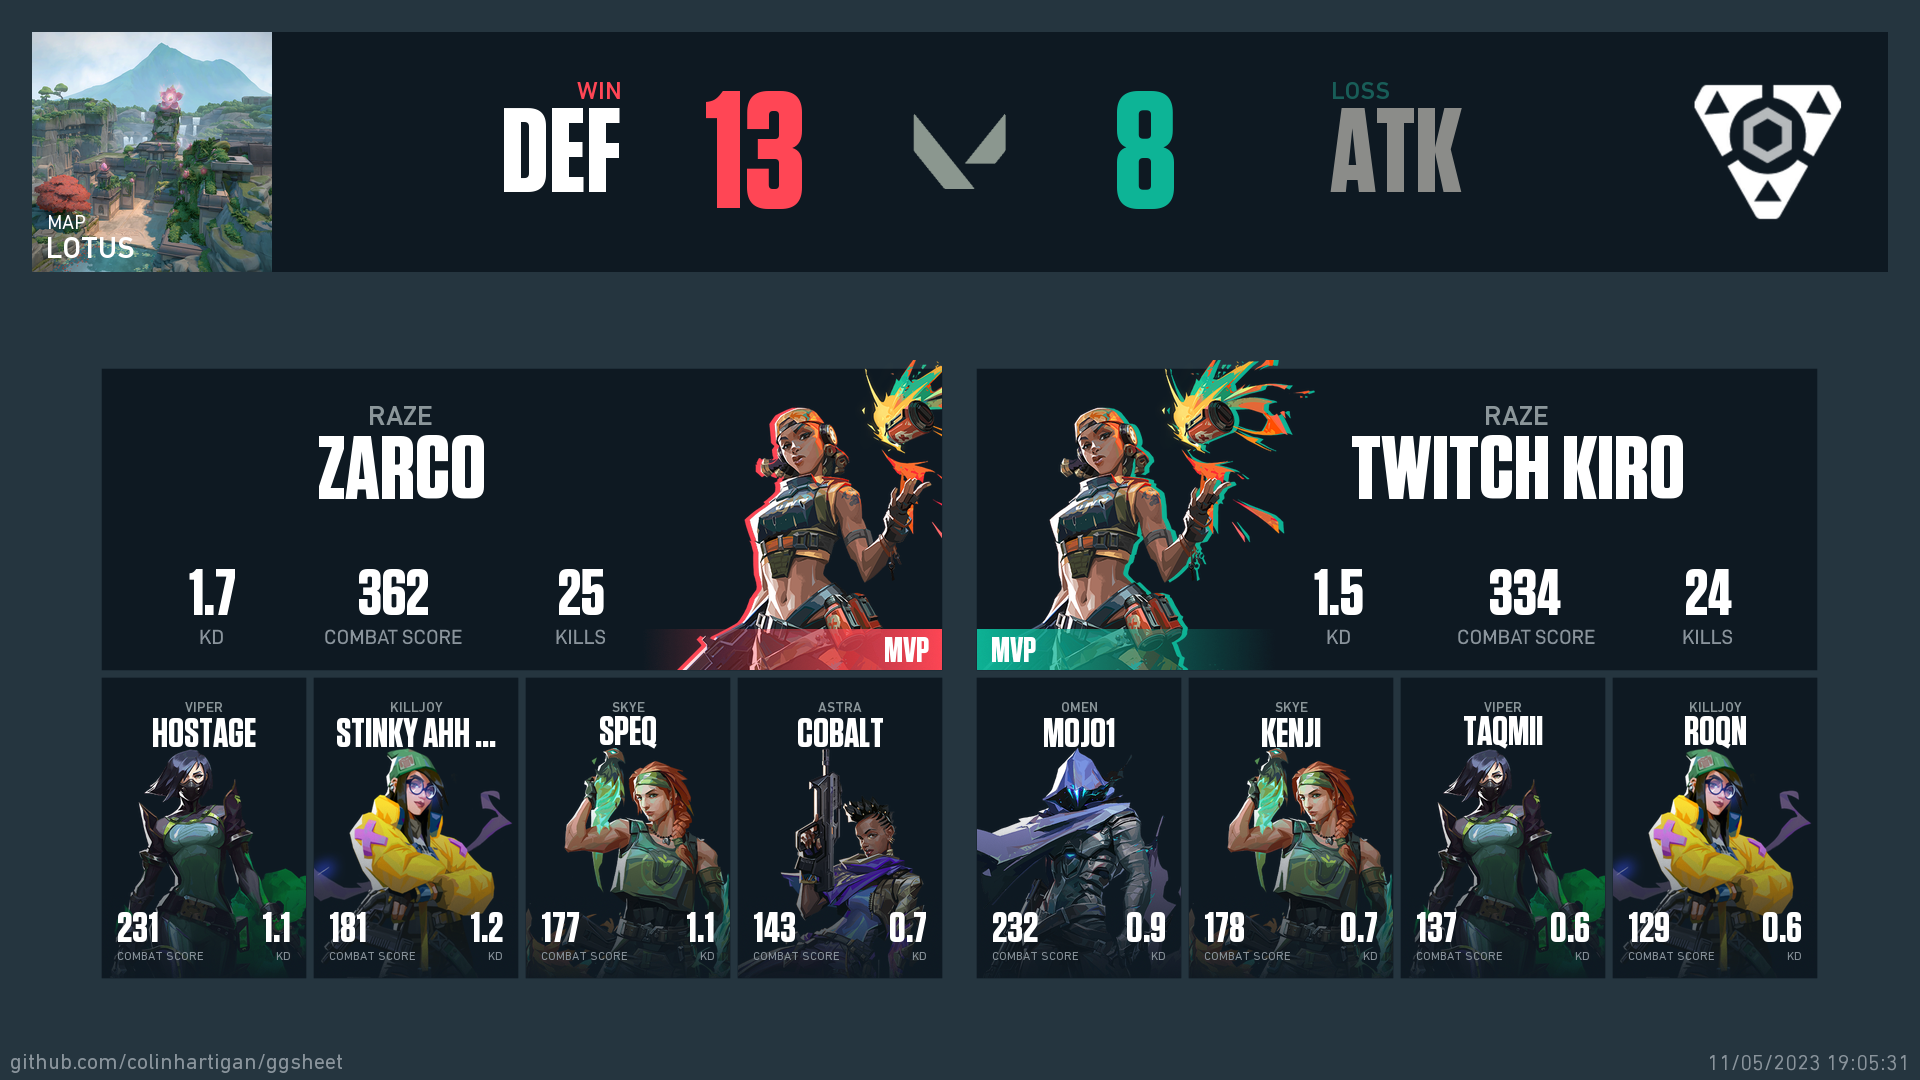 MAP
LOTUS
WIN
DEF
13
8
LOSS
ATK
RAZE
ZARCO
1.7
KD
362
COMBAT SCORE
25
KILLS
MVP
RAZE
TWITCH KIRO
MVP
1.5
KD
334
COMBAT SCORE
24
KILLS
VIPER
HOSTAGE
231
COMBAT SCORE
1.1
KD
KILLJOY
STINKY AHH ...
181
COMBAT SCORE
1.2
KD
SKYE
SPEQ
177
COMBAT SCORE
1.1
KD
ASTRA
COBALT
143
COMBAT SCORE
0.7
KD
OMEN
MOJO1
232
COMBAT SCORE
0.9
KD
SKYE
KENJI
178
COMBAT SCORE
0.7
KD
VIPER
TAQMII
137
COMBAT SCORE
0.6
KD
KILLJOY
ROQN
129
COMBAT SCORE
0.6
KD
github.com/colinhartigan/ggsheet
11/05/2023 19:05:31